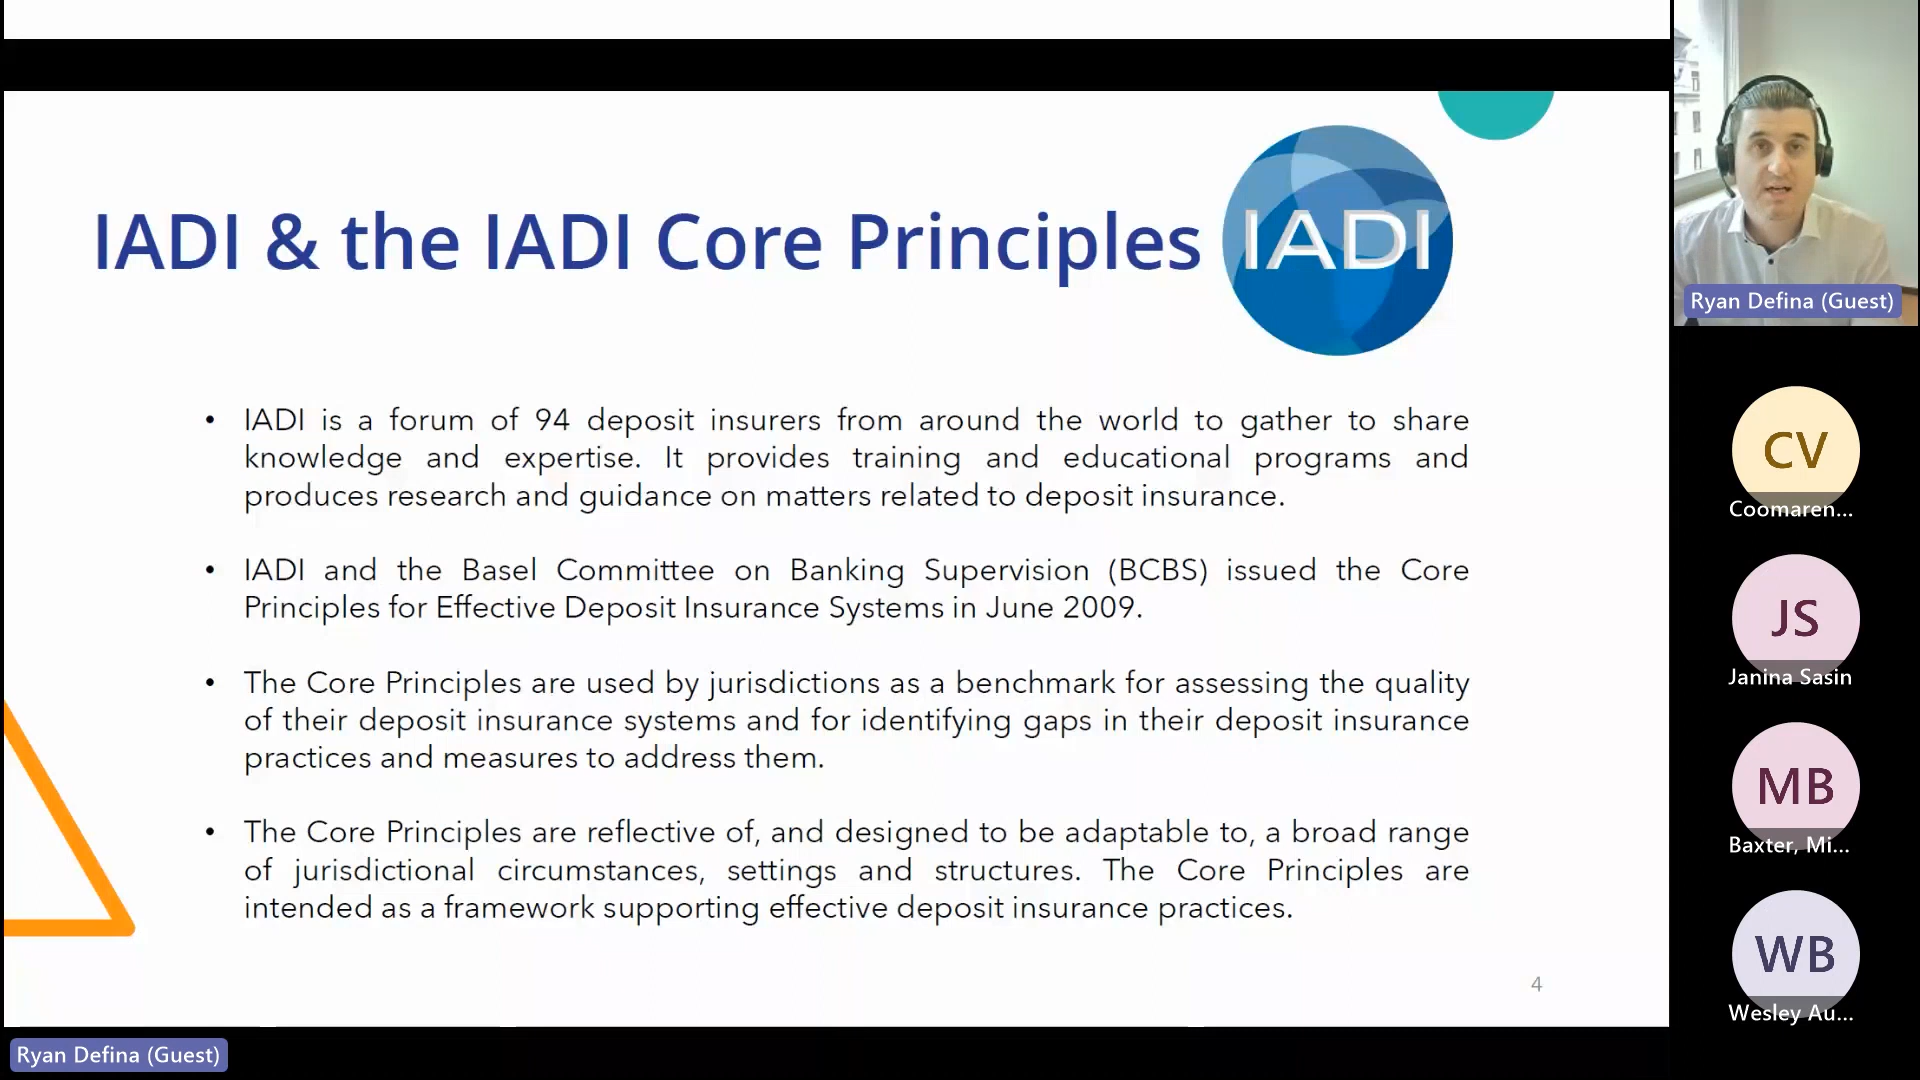 IADI & the IADI Core Principles
IADI
• IADI is a forum of 94 deposit insurers from around the world to gather to share
knowledge and expertise. It provides training and educational programs and
produces research and guidance on matters related to deposit insurance.
• IADI and the Basel Committee on Banking Supervision (BCBS) issued the Core
Principles for Effective Deposit Insurance Systems in June 2009.
• The Core Principles are used by jurisdictions as a benchmark for assessing the quality
of their deposit insurance systems and for identifying gaps in their deposit insurance
practices and measures to address them.
• The Core Principles are reflective of, and designed to be adaptable to, a broad range
of jurisdictional circumstances, settings and structures. The Core Principles are
intended as a framework supporting effective deposit insurance practices.
4
Ryan Defina (Guest)
Ryan Defina (Guest)
CV
Coomaren...
JS
Janina Sasin
MB
Baxter, Mi...
WB
Wesley Au...